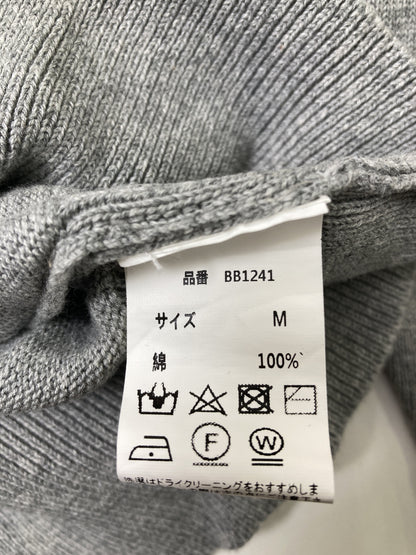 品番 BB1241
サイズ M
綿 100%
F
W
洗濯はドライクリーニングをおすすめしま